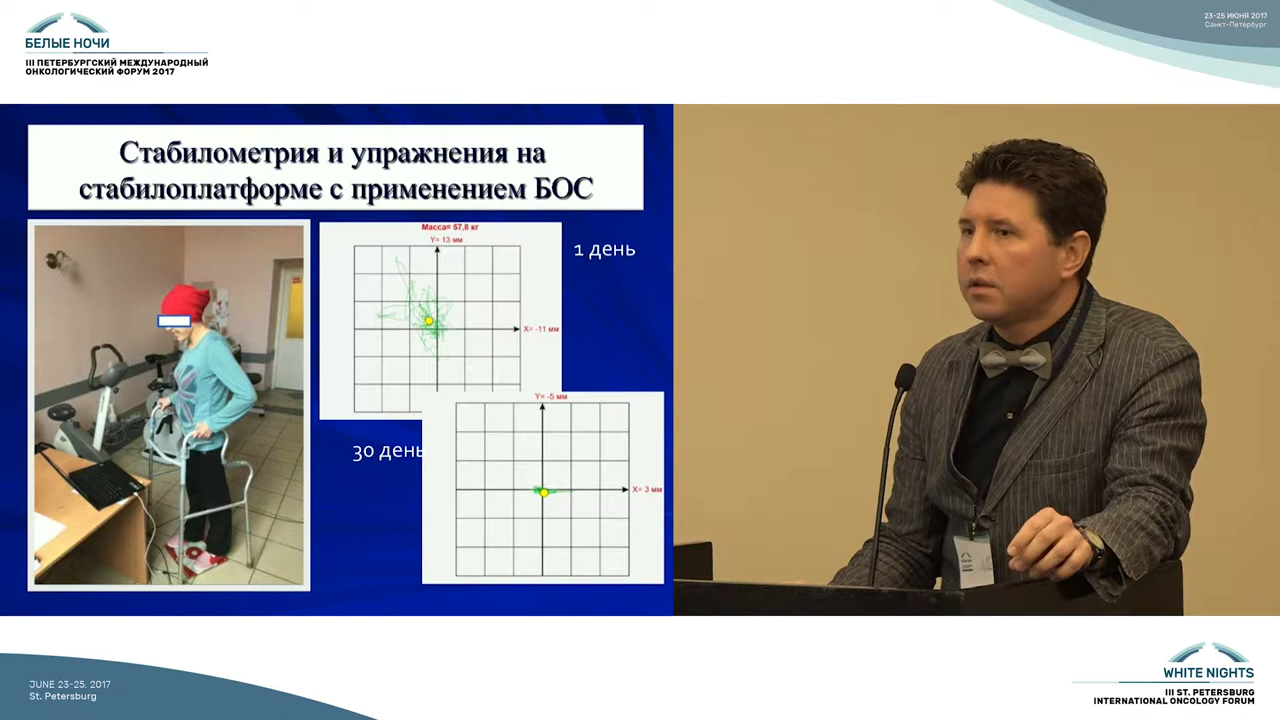 БЕЛЫЕ НОЧИ
III ПЕТЕРБУРГСКИЙ МЕЖДУНАРОДНЫЙ
ОНКОЛОГИЧЕСКИЙ ФОРУМ 2017
23-25 ИЮНЯ 2017
Санкт-Петербург
Стабилометрия и упражнения на
стабилоплатформе с применением БОС
Масса= 57,8 кг
Y= 13 мм
1 день
X= -11 мм
Y= -5 мм
30 день
X= 3 мм
JUNE 23-25, 2017
St. Petersburg
WHITE NIGHTS
III ST. PETERSBURG
INTERNATIONAL ONCOLOGY FORUM